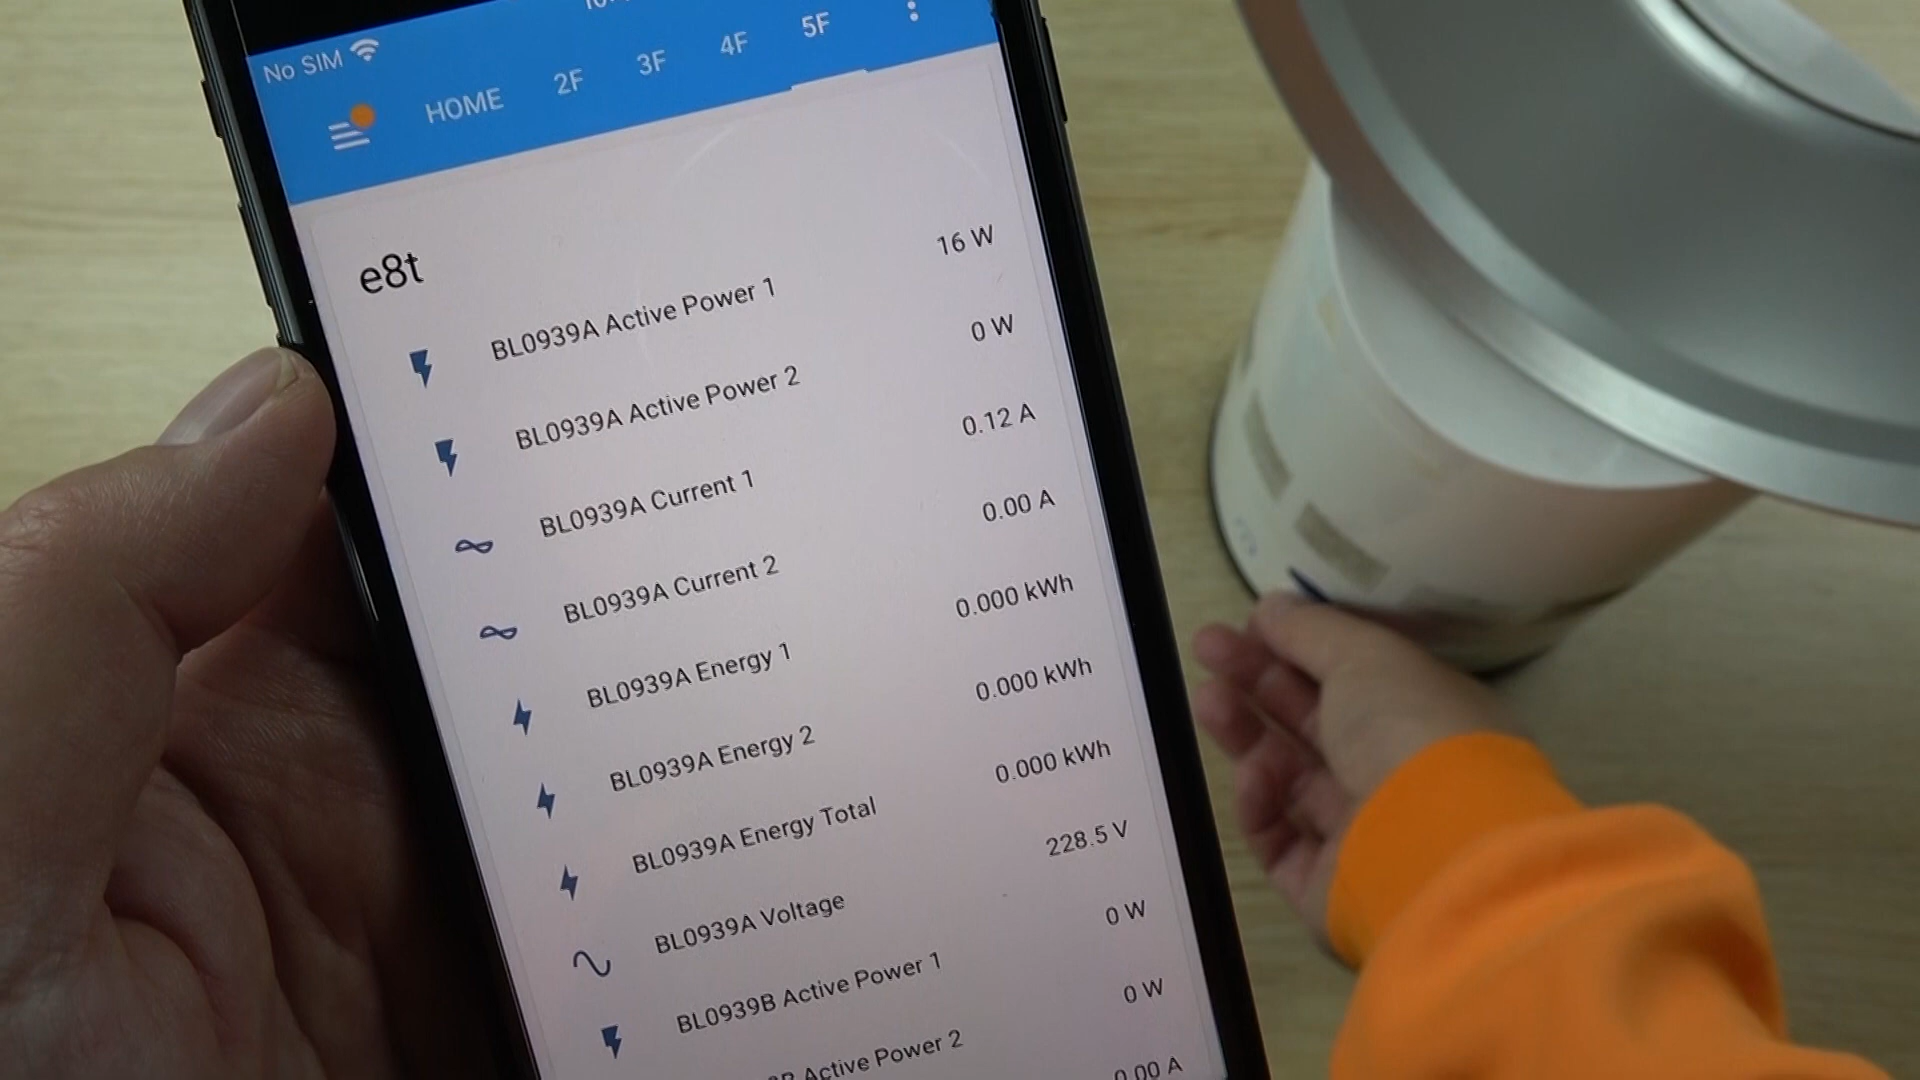 No SIM
HOME 2F 3F 4F 5F
e8t
BL0939A Active Power 1 16 W
BL0939A Active Power 2 0 W
BL0939A Current 1 0.12 A
BL0939A Current 2 0.00 A
BL0939A Energy 1 0.000 kWh
BL0939A Energy 2 0.000 kWh
BL0939A Energy Total 0.000 kWh
BL0939A Voltage 228.5 V
BL0939B Active Power 1 0 W
Active Power 2 0 W
0.00 A